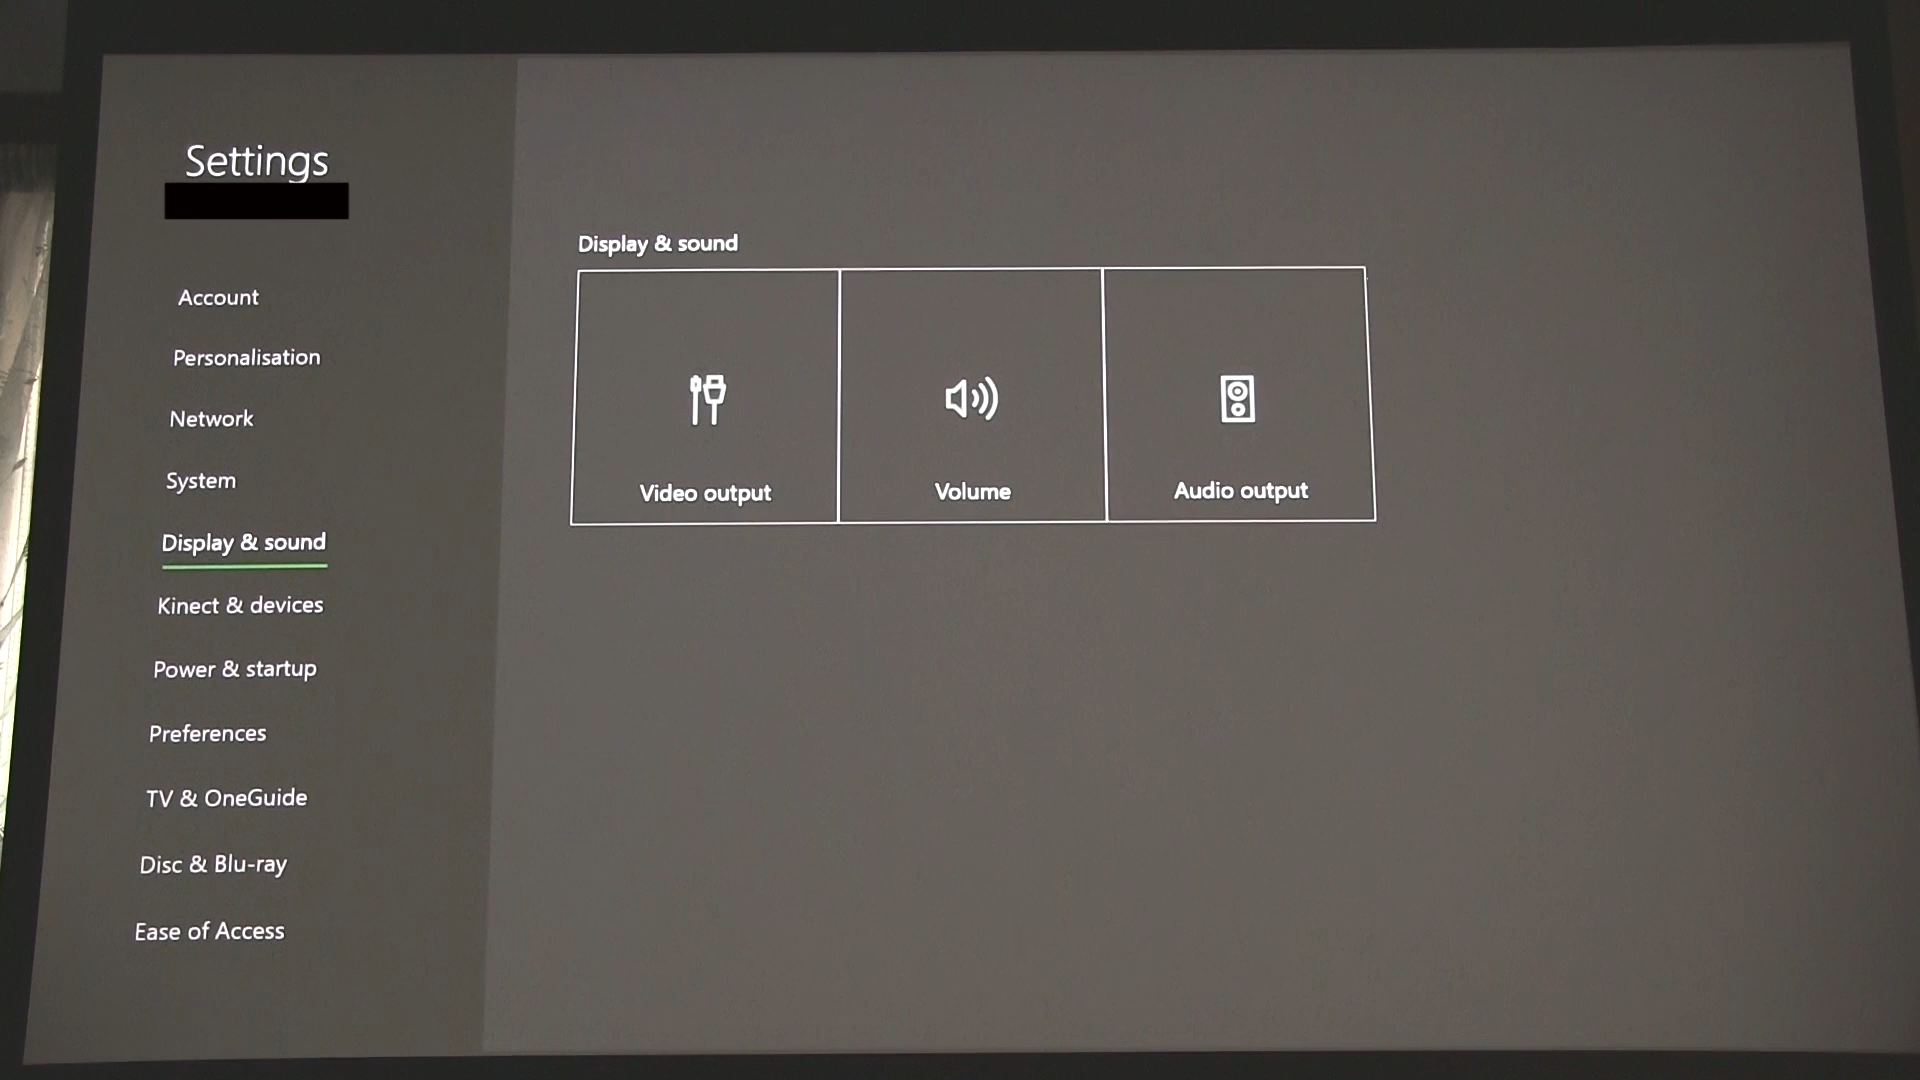 Settings
Account
Personalisation
Network
System
Display & sound
Kinect & devices
Power & startup
Preferences
TV & OneGuide
Disc & Blu-ray
Ease of Access
Display & sound
Video output
Volume
Audio output